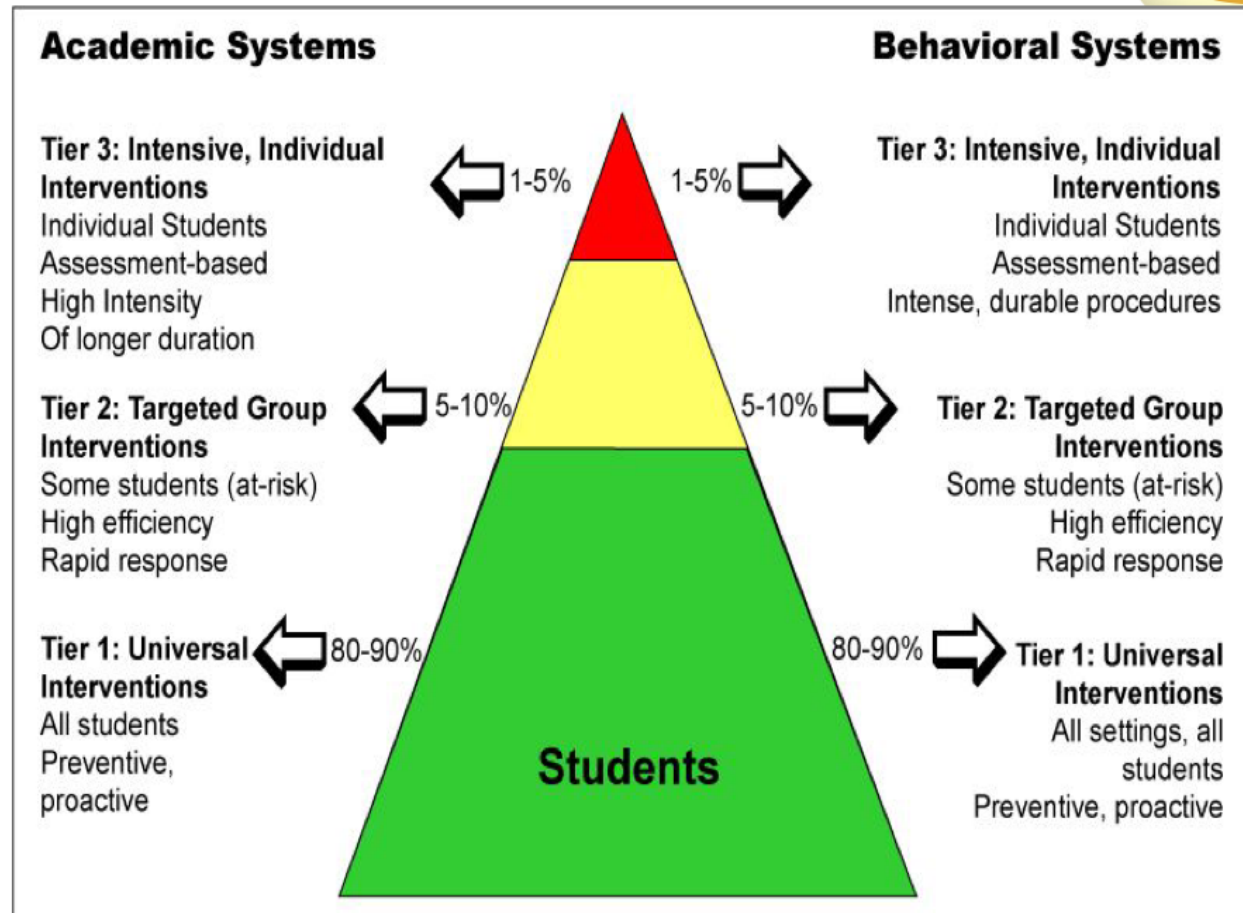 Academic Systems
Behavioral Systems
Tier 3: Intensive, Individual
Interventions
Individual Students
Assessment-based
High Intensity
Of longer duration
1-5%
1-5%
Tier 3: Intensive, Individual
Interventions
Individual Students
Assessment-based
Intense, durable procedures
Tier 2: Targeted Group
Interventions
Some students (at-risk)
High efficiency
Rapid response
5-10%
5-10%
Tier 2: Targeted Group
Interventions
Some students (at-risk)
High efficiency
Rapid response
Tier 1: Universal
Interventions
All students
Preventive,
proactive
80-90%
80-90%
Tier 1: Universal
Interventions
All settings, all
students
Preventive, proactive
Students